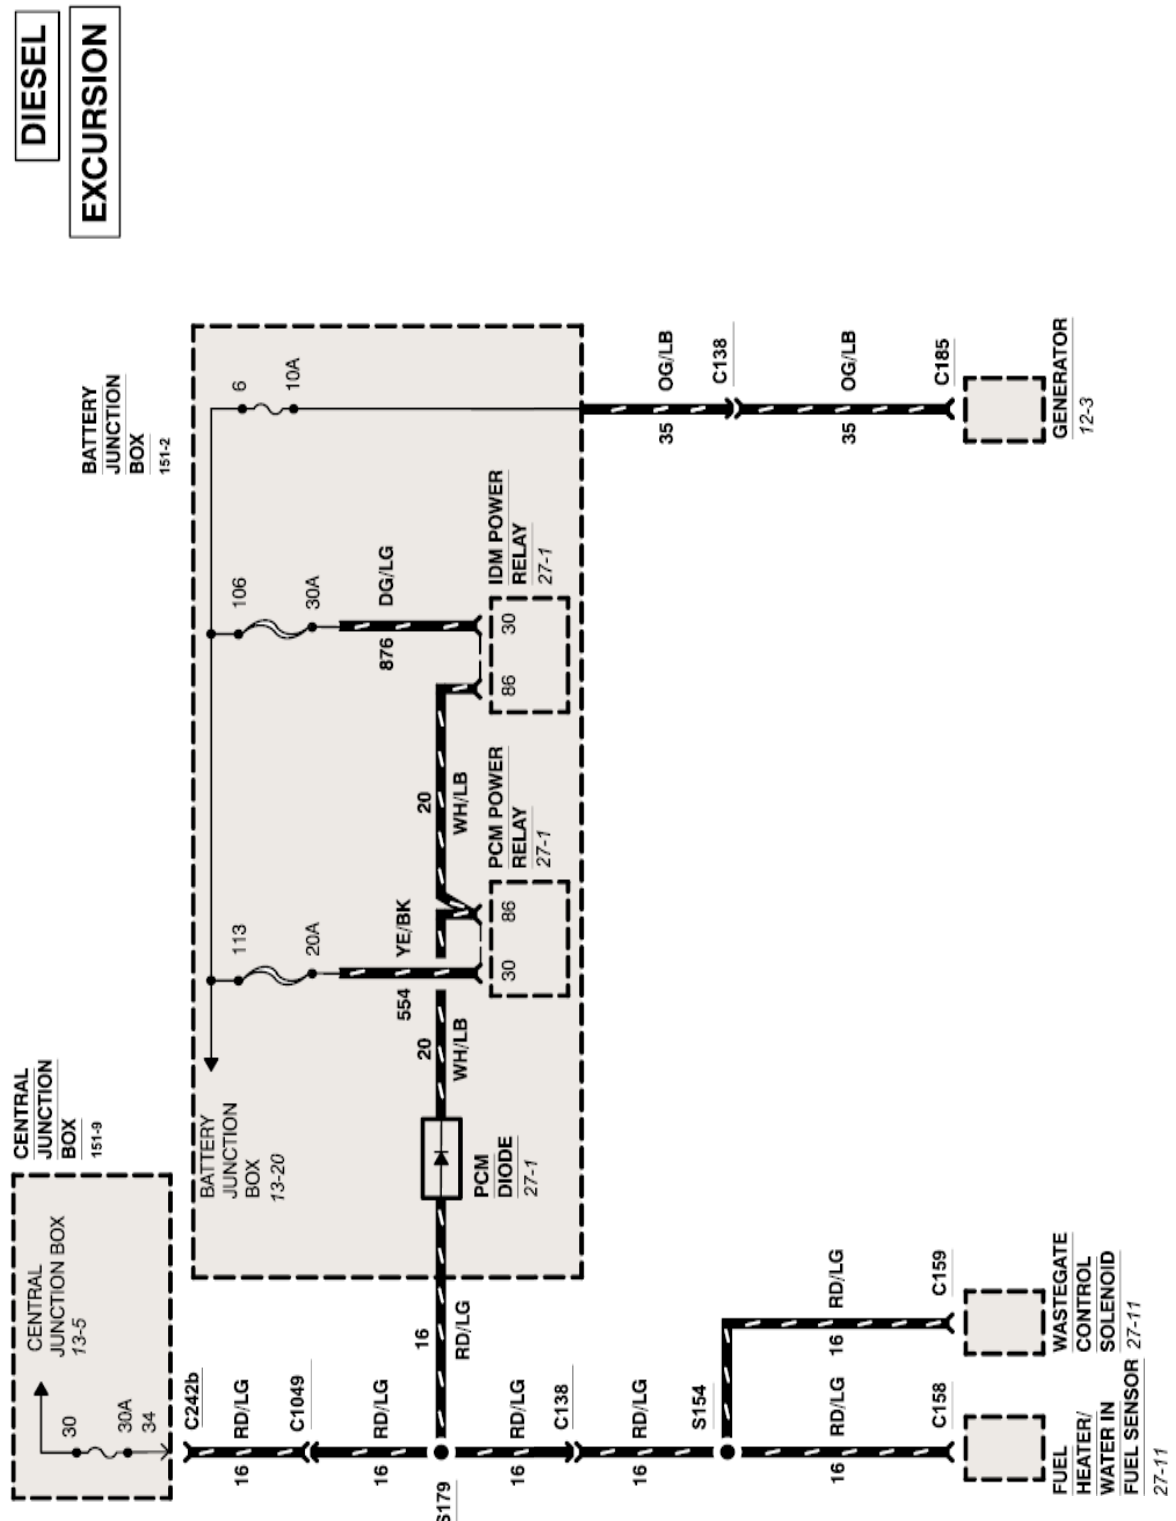 DIESEL
EXCURSION
BATTERY
JUNCTION
BOX
151-2
6
10A
106
30A
DG/LG
876
113
20A
YE/BK
554
BATTERY
JUNCTION
BOX
13-20
20
WH/LB
20
WH/LB
IDM POWER
RELAY
27-1
30
86
PCM POWER
RELAY
27-1
86
30
PCM
DIODE
27-1
OG/LB
35
C138
OG/LB
35
C185
GENERATOR
12-3
CENTRAL
JUNCTION
BOX
151-9
CENTRAL
JUNCTION BOX
13-5
30
30A
34
C242b
RD/LG
16
C1049
RD/LG
16
S179
16
RD/LG
RD/LG
16
C138
RD/LG
16
S154
RD/LG
16
C159
WASTEGATE
CONTROL
SOLENOID
27-11
RD/LG
16
C158
FUEL
HEATER/
WATER IN
FUEL SENSOR
27-11